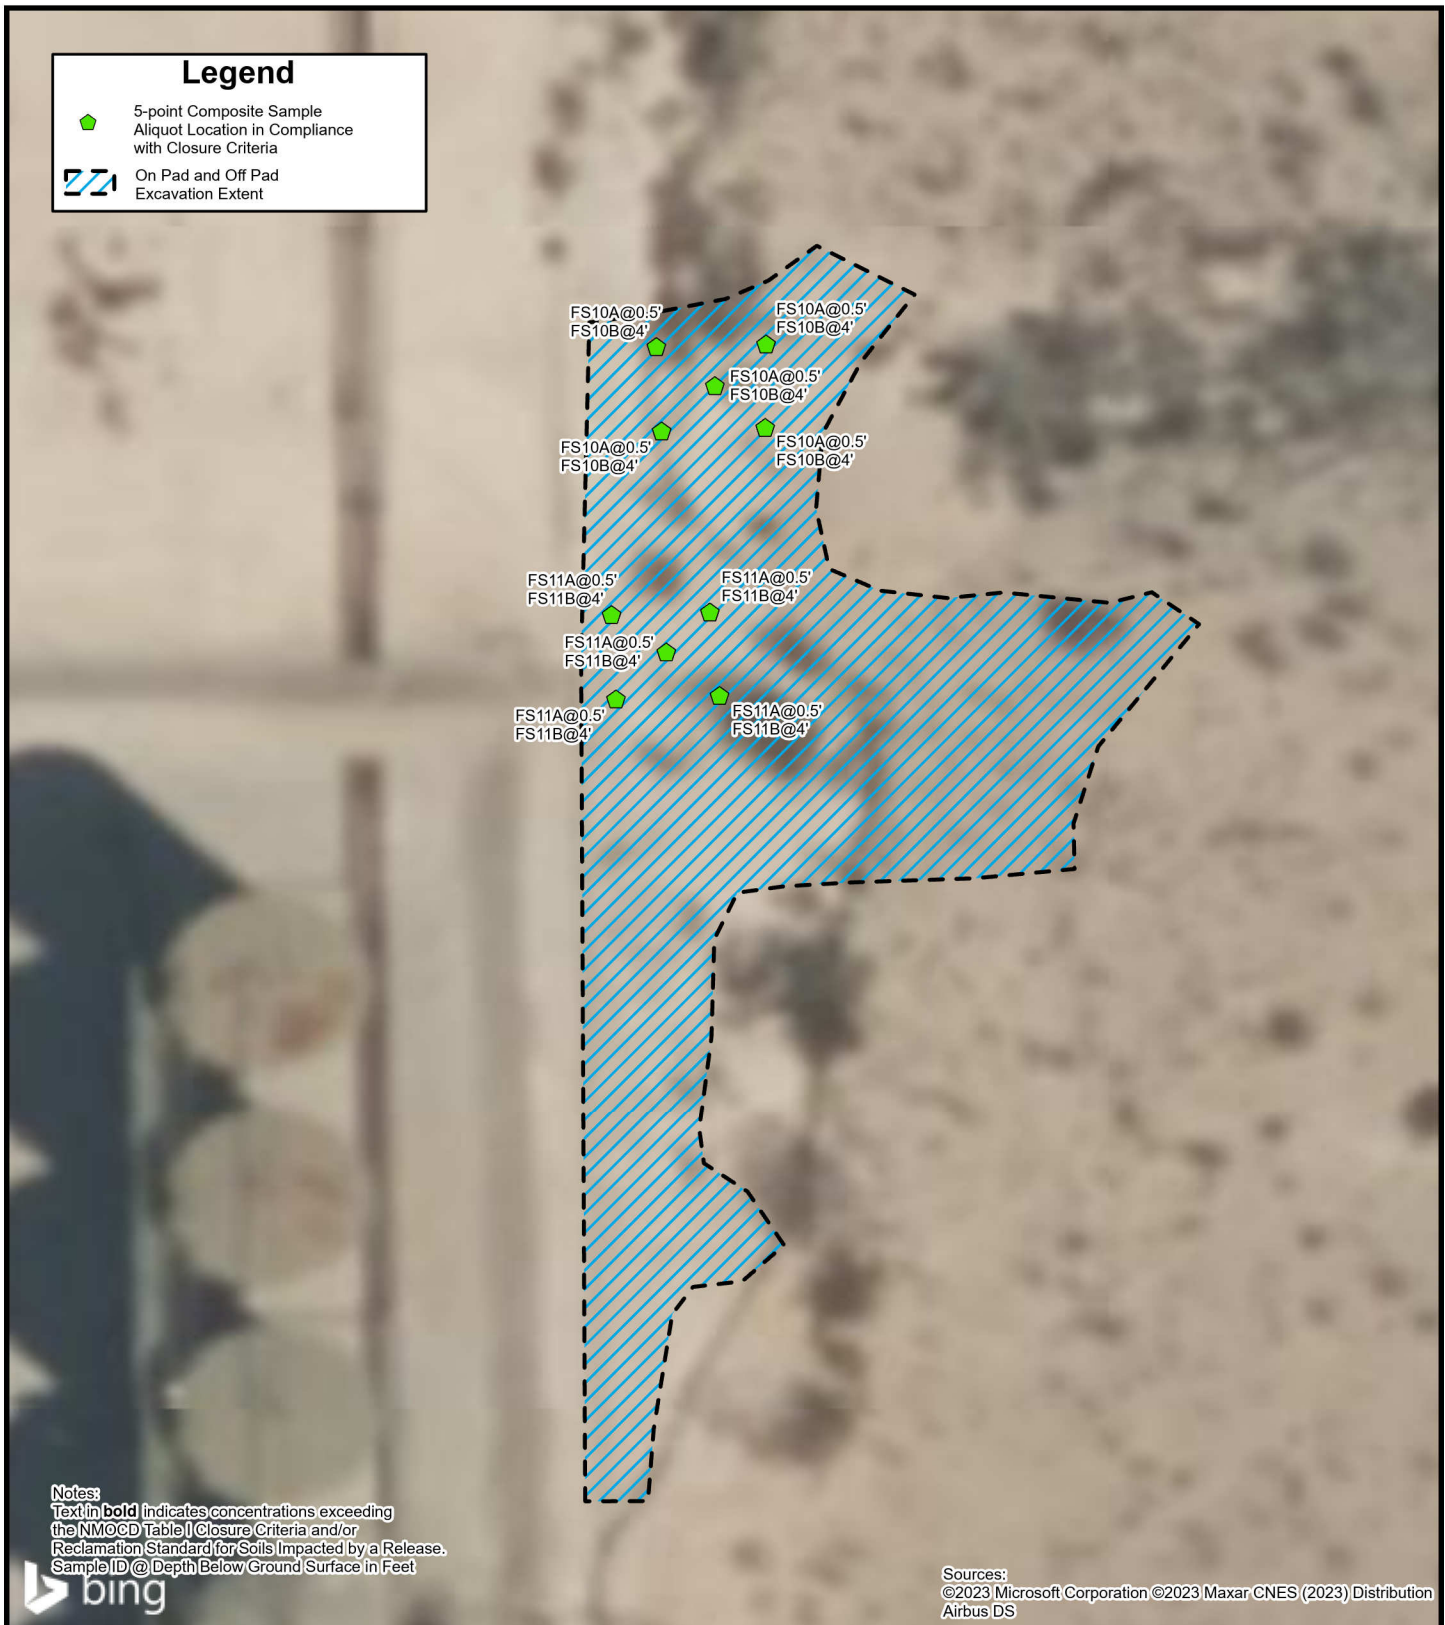 Legend
5-point Composite Sample
Aliquot Location in Compliance
with Closure Criteria
On Pad and Off Pad
Excavation Extent
FS10A@0.5'
FS10B@4'
FS10A@0.5'
FS10B@4'
FS10A@0.5'
FS10B@4'
FS10A@0.5'
FS10B@4'
FS10A@0.5'
FS10B@4'
FS11A@0.5'
FS11B@4'
FS11A@0.5'
FS11B@4'
FS11A@0.5'
FS11B@4'
FS11A@0.5'
FS11B@4'
FS11A@0.5'
FS11B@4'
Notes:
Text in bold indicates concentrations exceeding
the NMOCD Table I Closure Criteria and/or
Reclamation Standard for Soils Impacted by a Release.
Sample ID @ Depth Below Ground Surface in Feet
bing
Sources:
©2023 Microsoft Corporation ©2023 Maxar CNES (2023) Distribution
Airbus DS